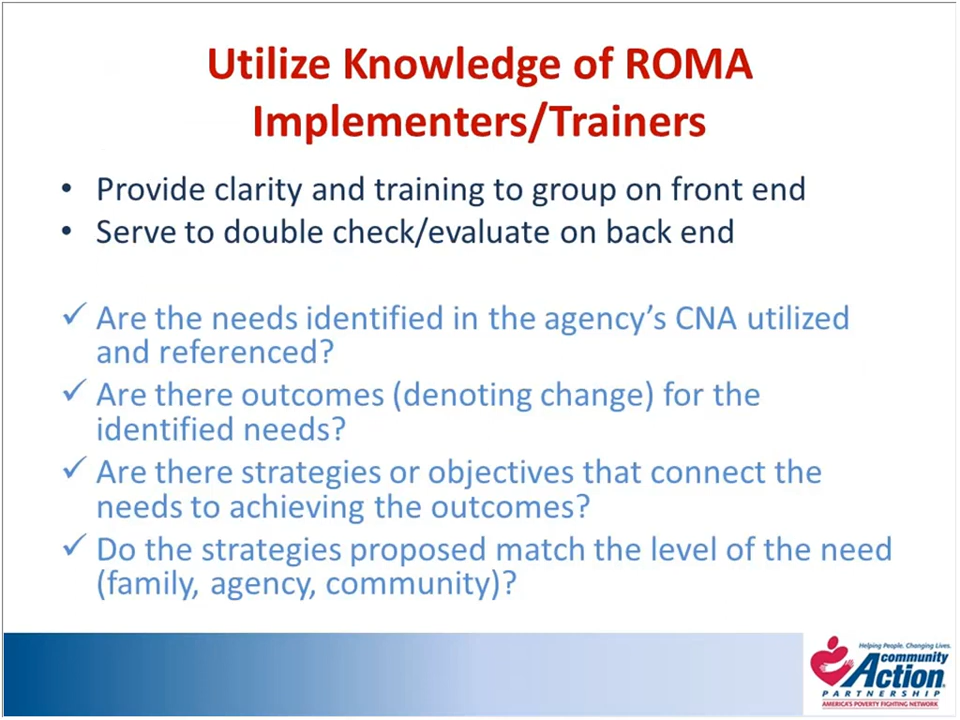 Utilize Knowledge of ROMA
Implementers/Trainers
• Provide clarity and training to group on front end
• Serve to double check/evaluate on back end
✓ Are the needs identified in the agency’s CNA utilized
and referenced?
✓ Are there outcomes (denoting change) for the
identified needs?
✓ Are there strategies or objectives that connect the
needs to achieving the outcomes?
✓ Do the strategies proposed match the level of the need
(family, agency, community)?
Helping People. Changing Lives.
community
Action
PARTNERSHIP
AMERICA'S POVERTY FIGHTING NETWORK